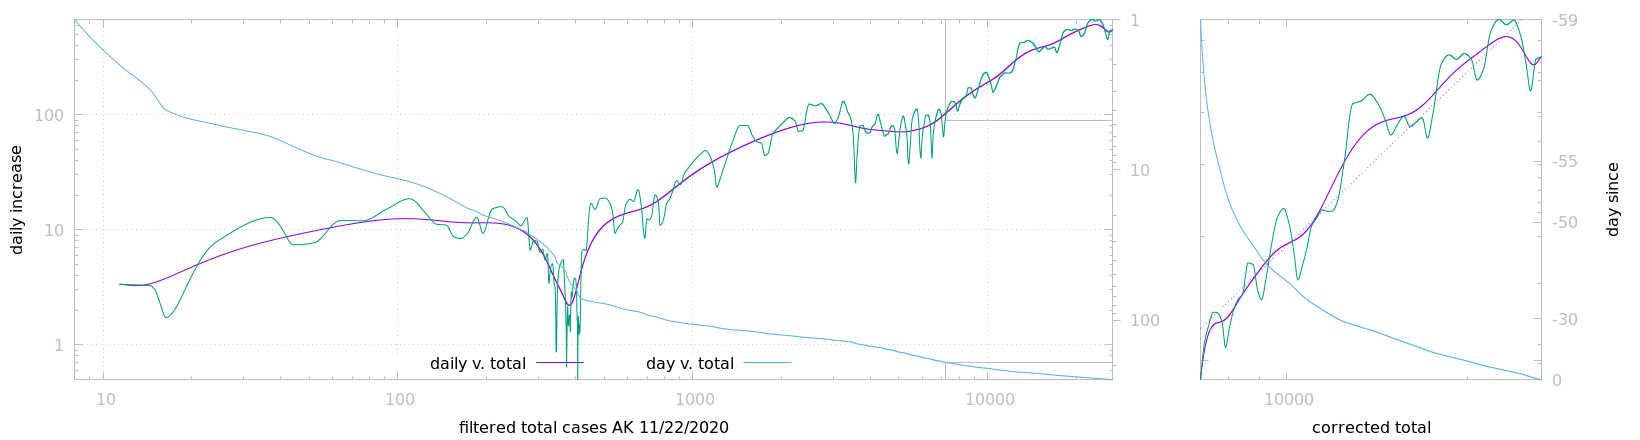 daily increase
100
10
1
10
100
1000
10000
filtered total cases AK 11/22/2020
daily v. total
day v. total
1
10
100
10000
corrected total
-59
-55
-50
-30
0
day since